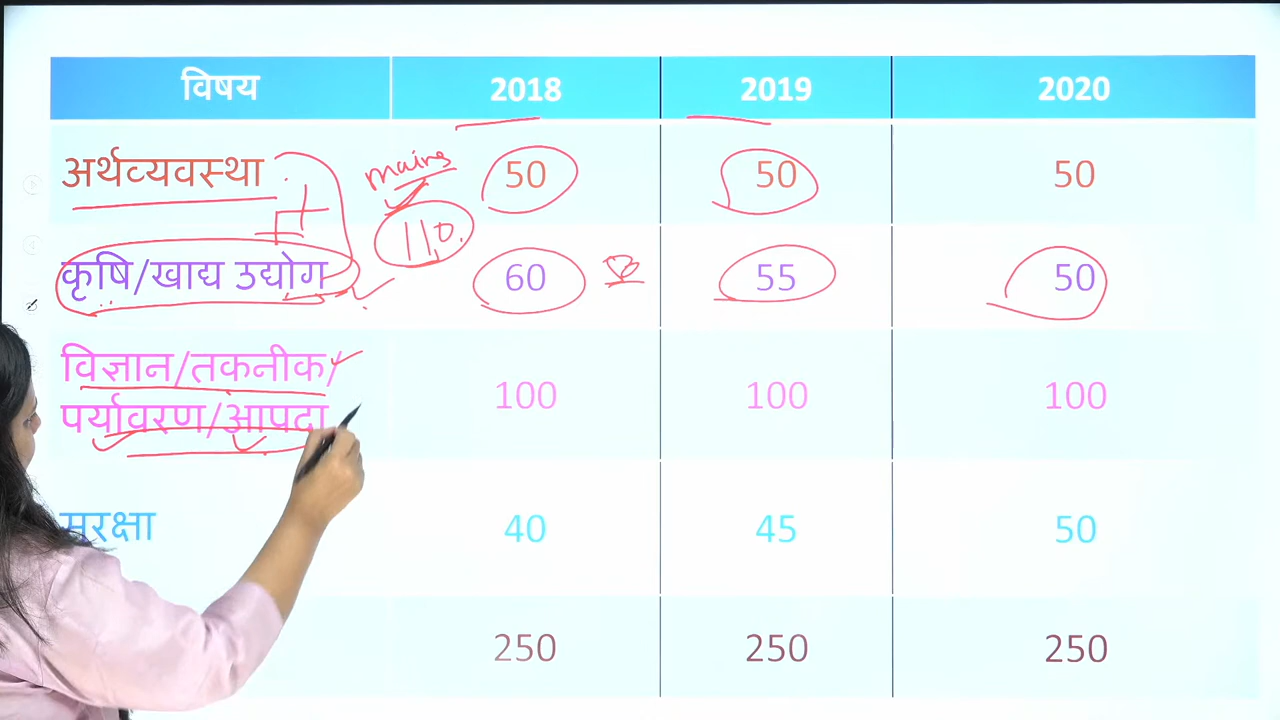 विषय 2018 2019 2020
अर्थव्यवस्था mains 50 50 50
110
कृषि/खाद्य उद्योग 60 55 50
विज्ञान/तकनीक/
पर्यावरण/आपदा 100 100 100
सुरक्षा 40 45 50
250 250 250